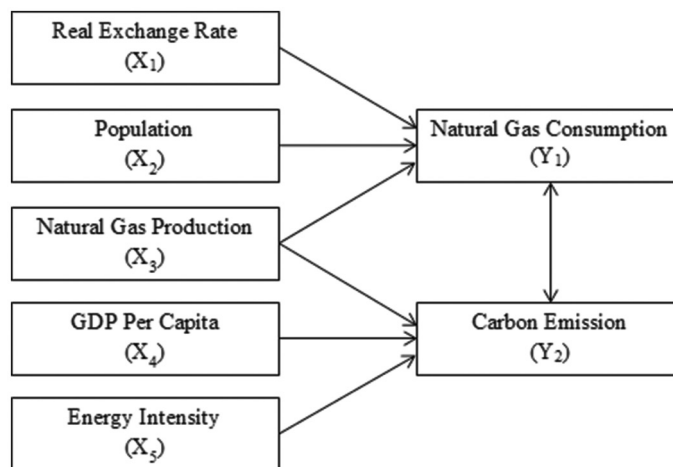 Real Exchange Rate
(X₁)
Population
(X₂)
Natural Gas Production
(X₃)
GDP Per Capita
(X₄)
Energy Intensity
(X₅)
Natural Gas Consumption
(Y₁)
Carbon Emission
(Y₂)